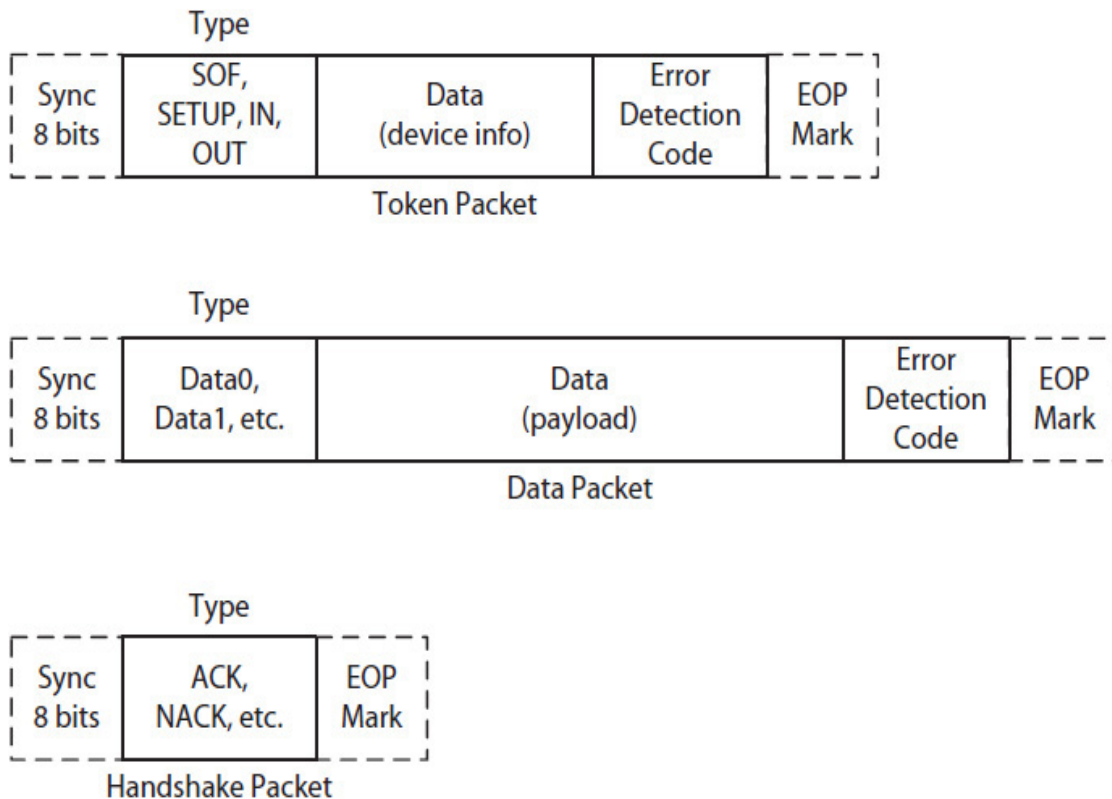 Type
Sync
8 bits
SOF,
SETUP, IN,
OUT
Data
(device info)
Error
Detection
Code
EOP
Mark
Token Packet
Type
Sync
8 bits
Data0,
Data1, etc.
Data
(payload)
Error
Detection
Code
EOP
Mark
Data Packet
Type
Sync
8 bits
ACK,
NACK, etc.
EOP
Mark
Handshake Packet